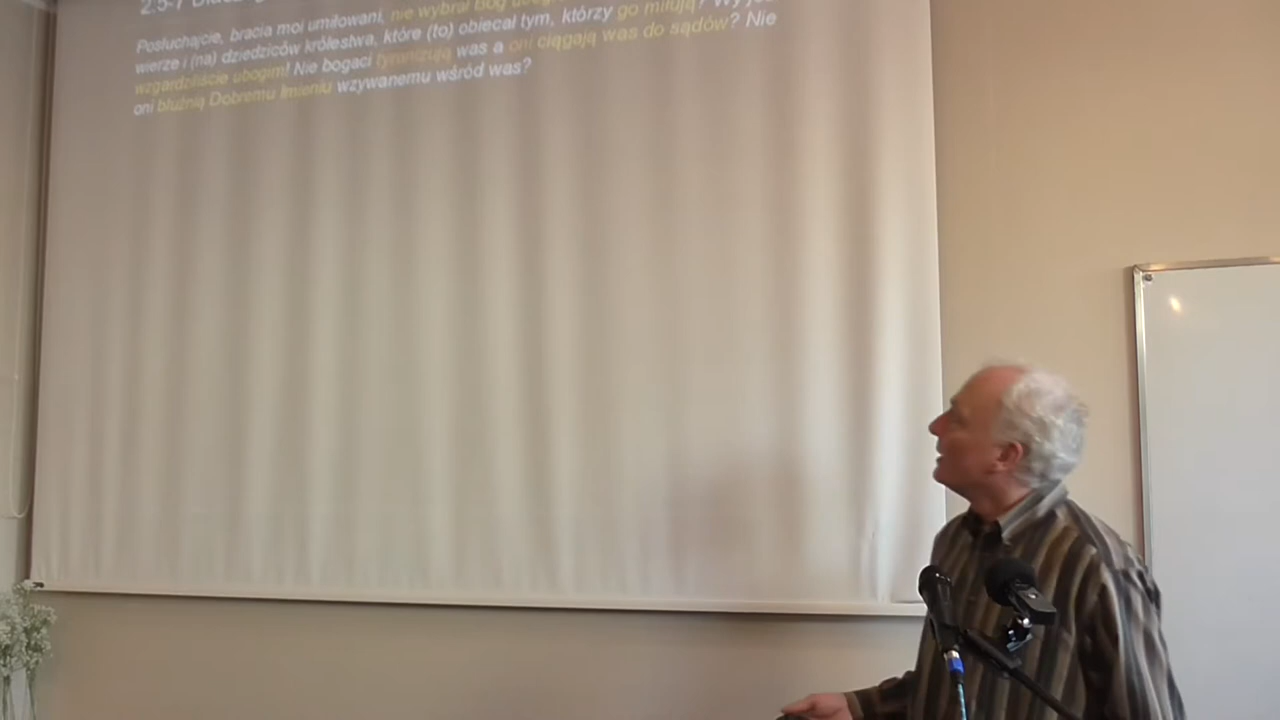 2.5-7
Posłuchajcie, bracia moi umiłowani, nie wybrał Bóg
wierze i (na) dziedziców królestwa, które (to) obiecał tym, którzy go miłują?
wzgardziliście ubogim! Nie bogaci tyranizują was a oni ciągają was do sądów? Nie
oni bluźnią Dobremu Imieniu wzywanemu wśród was?